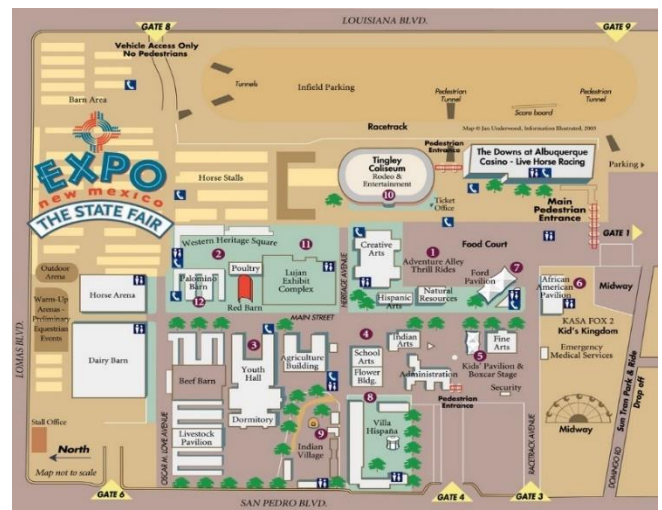 LOUISIANA BLVD.
GATE 8
GATE 9
Vehicle Access Only
No Pedestrians
Tunnels
Infield Parking
Pedestrian
Tunnel
Score board
Pedestrian
Tunnel
Barn Area
Racetrack
Map © Jan Underwood, Information Illustrated, 2003
EXPO
new mexico
THE STATE FAIR
Pedestrian
Entrance
The Downs at Albuquerque
Casino - Live Horse Racing
Parking
Tingley
Coliseum
Rodeo &
Entertainment
10
Horse Stalls
Ticket
Office
Main
Pedestrian
Entrance
GATE 1
Western Heritage Square
2
11
Creative
Arts
1
Food Court
Adventure Alley
Thrill Rides
7
Ford
Pavilion
Poultry
Lujan
Exhibit
Complex
Palomino
Barn
12
Red Barn
HERITAGE AVENUE
Hispanic
Arts
Natural
Resources
African
American
Pavilion
6
Midway
Outdoor
Arena
Horse Arena
Warm-Up
Arenas -
Preliminary
Equestrian
Events
MAIN STREET
KASA FOX 2
Kid's Kingdom
LOMAS BLVD.
Dairy Barn
3
4
Indian
Arts
Fine
Arts
5
Kids' Pavilion &
Boxcar Stage
Emergency
Medical Services
Beef Barn
Youth
Hall
Agriculture
Building
School
Arts
Flower
Bldg.
Administration
Security
Pedestrian
Entrance
Dormitory
8
Villa
Hispana
Midway
Sun Tran Park & Ride
Drop off
Stall Office
Livestock
Pavilion
9
Indian
Village
North
Map not to scale
OSCAR M. LOVE AVENUE
RACETRACK AVENUE
DOMINGO RD
GATE 6
SAN PEDRO BLVD.
GATE 4
GATE 3